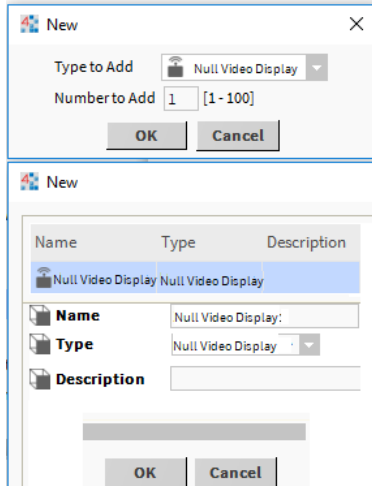 New
Type to Add Null Video Display
Number to Add 1 [1 - 100]
OK Cancel
New
Name Type Description
Null Video Display Null Video Display
Name Null Video Display:
Type Null Video Display
Description
OK Cancel